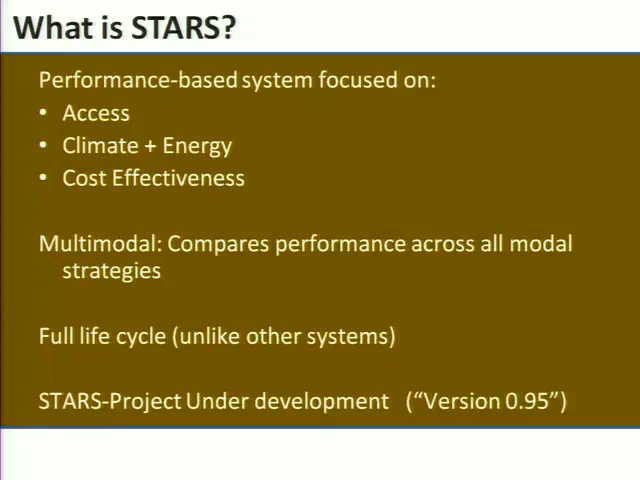 What is STARS?
Performance-based system focused on:
• Access
• Climate + Energy
• Cost Effectiveness
Multimodal: Compares performance across all modal
strategies
Full life cycle (unlike other systems)
STARS-Project Under development (“Version 0.95”)